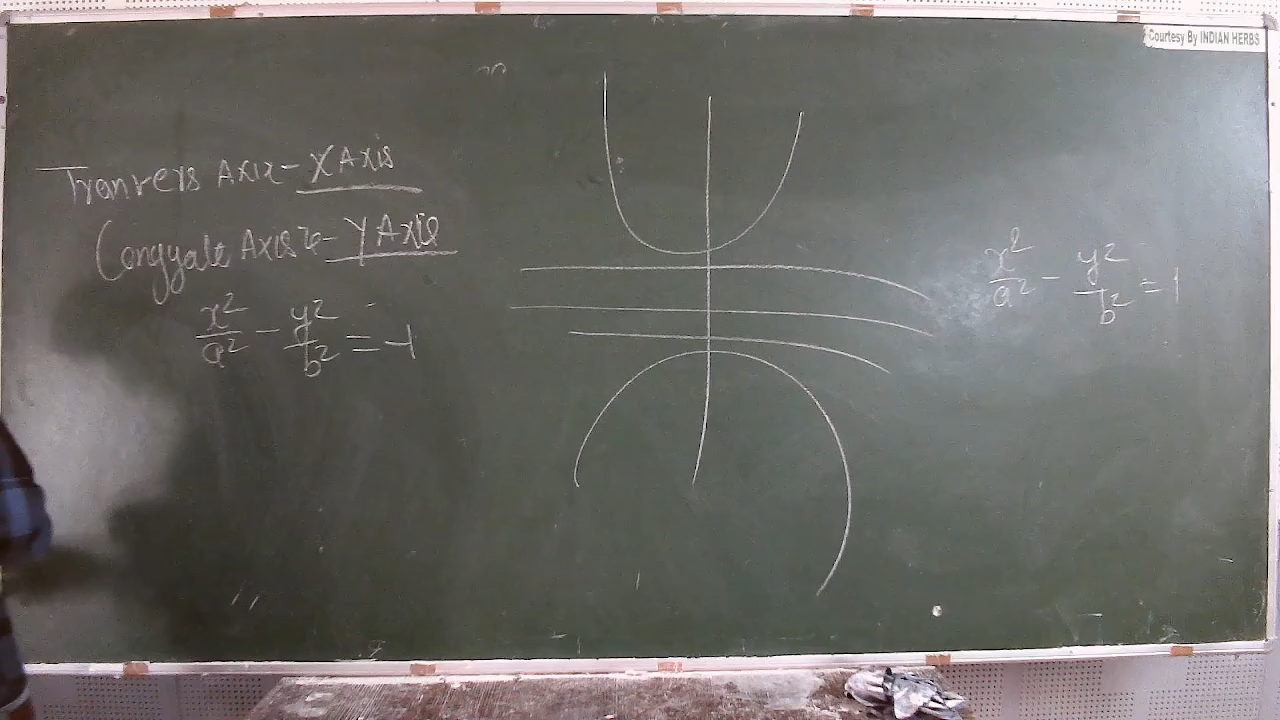 Courtesy By INDIAN HERBS
Tranvers Axis - X Axis
Congyate Axis - Y Axis
x²/a² - y²/b² = -1
x²/a² - y²/b² = 1